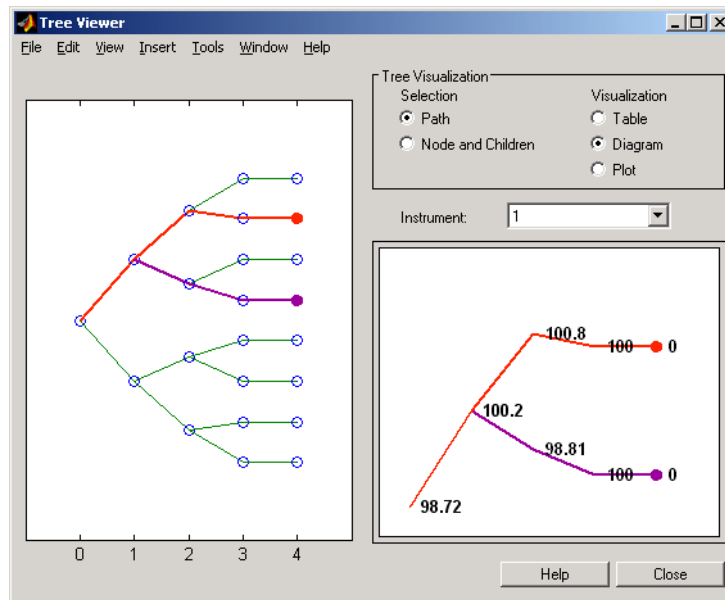 Tree Viewer
File Edit View Insert Tools Window Help
Tree Visualization
Selection Visualization
Path Table
Node and Children Diagram
Plot
Instrument: 1
100.8
100 0
100.2
98.81
100 0
98.72
0 1 2 3 4
Help Close